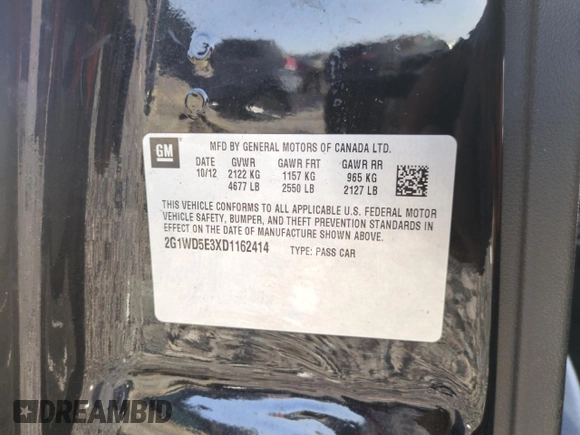 GM
MFD BY GENERAL MOTORS OF CANADA LTD.
DATE GVWR GAWR FRT GAWR RR
10/12 2122 KG 1157 KG 965 KG
4677 LB 2550 LB 2127 LB
THIS VEHICLE CONFORMS TO ALL APPLICABLE U.S. FEDERAL MOTOR
VEHICLE SAFETY, BUMPER, AND THEFT PREVENTION STANDARDS IN
EFFECT ON THE DATE OF MANUFACTURE SHOWN ABOVE.
2G1WD5E3XD1162414 TYPE: PASS CAR
DREAMBID